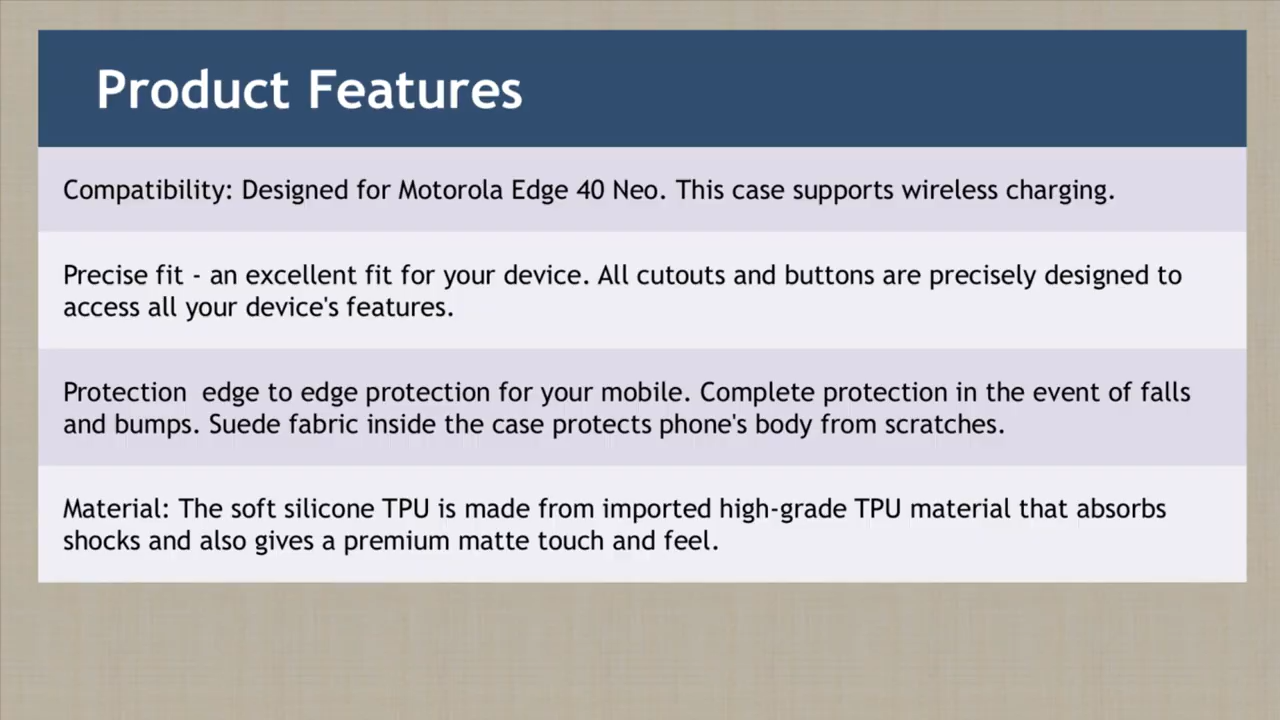 Product Features
Compatibility: Designed for Motorola Edge 40 Neo. This case supports wireless charging.
Precise fit - an excellent fit for your device. All cutouts and buttons are precisely designed to
access all your device's features.
Protection  edge to edge protection for your mobile. Complete protection in the event of falls
and bumps. Suede fabric inside the case protects phone's body from scratches.
Material: The soft silicone TPU is made from imported high-grade TPU material that absorbs
shocks and also gives a premium matte touch and feel.